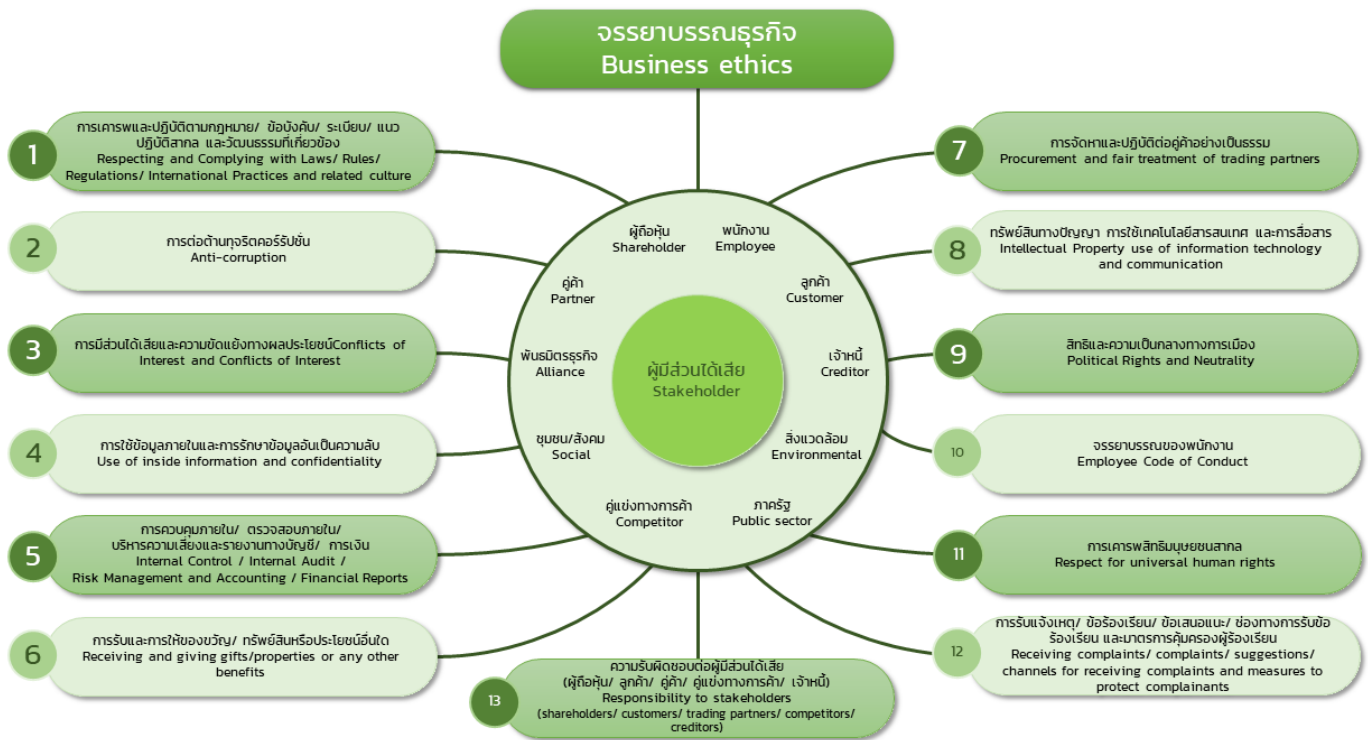 จรรยาบรรณธุรกิจ
Business ethics
1
การเคารพและปฏิบัติตามกฎหมาย/ ข้อบังคับ/ ระเบียบ/ แนว
ปฏิบัติสากล และวัฒนธรรมที่เกี่ยวข้อง
Respecting and Complying with Laws/ Rules/
Regulations/ International Practices and related culture
2
การต่อต้านทุจริตคอร์รัปชั่น
Anti-corruption
3
การมีส่วนได้เสียและความขัดแย้งทางผลประโยชน์Conflicts of
Interest and Conflicts of Interest
4
การใช้ข้อมูลภายในและการรักษาข้อมูลอันเป็นความลับ
Use of inside information and confidentiality
5
การควบคุมภายใน/ ตรวจสอบภายใน/
บริหารความเสี่ยงและรายงานทางบัญชี/ การเงิน
Internal Control / Internal Audit /
Risk Management and Accounting / Financial Reports
6
การรับและการให้ของขวัญ/ ทรัพย์สินหรือประโยชน์อื่นใด
Receiving and giving gifts/properties or any other
benefits
ผู้ถือหุ้น
Shareholder
พนักงาน
Employee
คู่ค้า
Partner
ลูกค้า
Customer
พันธมิตรธุรกิจ
Alliance
ผู้มีส่วนได้เสีย
Stakeholder
เจ้าหนี้
Creditor
ชุมชน/สังคม
Social
สิ่งแวดล้อม
Environmental
คู่แข่งทางการค้า
Competitor
ภาครัฐ
Public sector
7
การจัดหาและปฏิบัติต่อคู่ค้าอย่างเป็นธรรม
Procurement and fair treatment of trading partners
8
ทรัพย์สินทางปัญญา การใช้เทคโนโลยีสารสนเทศ และการสื่อสาร
Intellectual Property use of information technology
and communication
9
สิทธิและความเป็นกลางทางการเมือง
Political Rights and Neutrality
10
จรรยาบรรณของพนักงาน
Employee Code of Conduct
11
การเคารพสิทธิมนุษยชนสากล
Respect for universal human rights
12
การรับแจ้งเหตุ/ ข้อร้องเรียน/ ข้อเสนอแนะ/ ช่องทางการรับข้อ
ร้องเรียน และมาตรการคุ้มครองผู้ร้องเรียน
Receiving complaints/ complaints/ suggestions/
channels for receiving complaints and measures to
protect complainants
13
ความรับผิดชอบต่อผู้มีส่วนได้เสีย
(ผู้ถือหุ้น/ ลูกค้า/ คู่ค้า/ คู่แข่งทางการค้า/ เจ้าหนี้)
Responsibility to stakeholders
(shareholders/ customers/ trading partners/ competitors/
creditors)